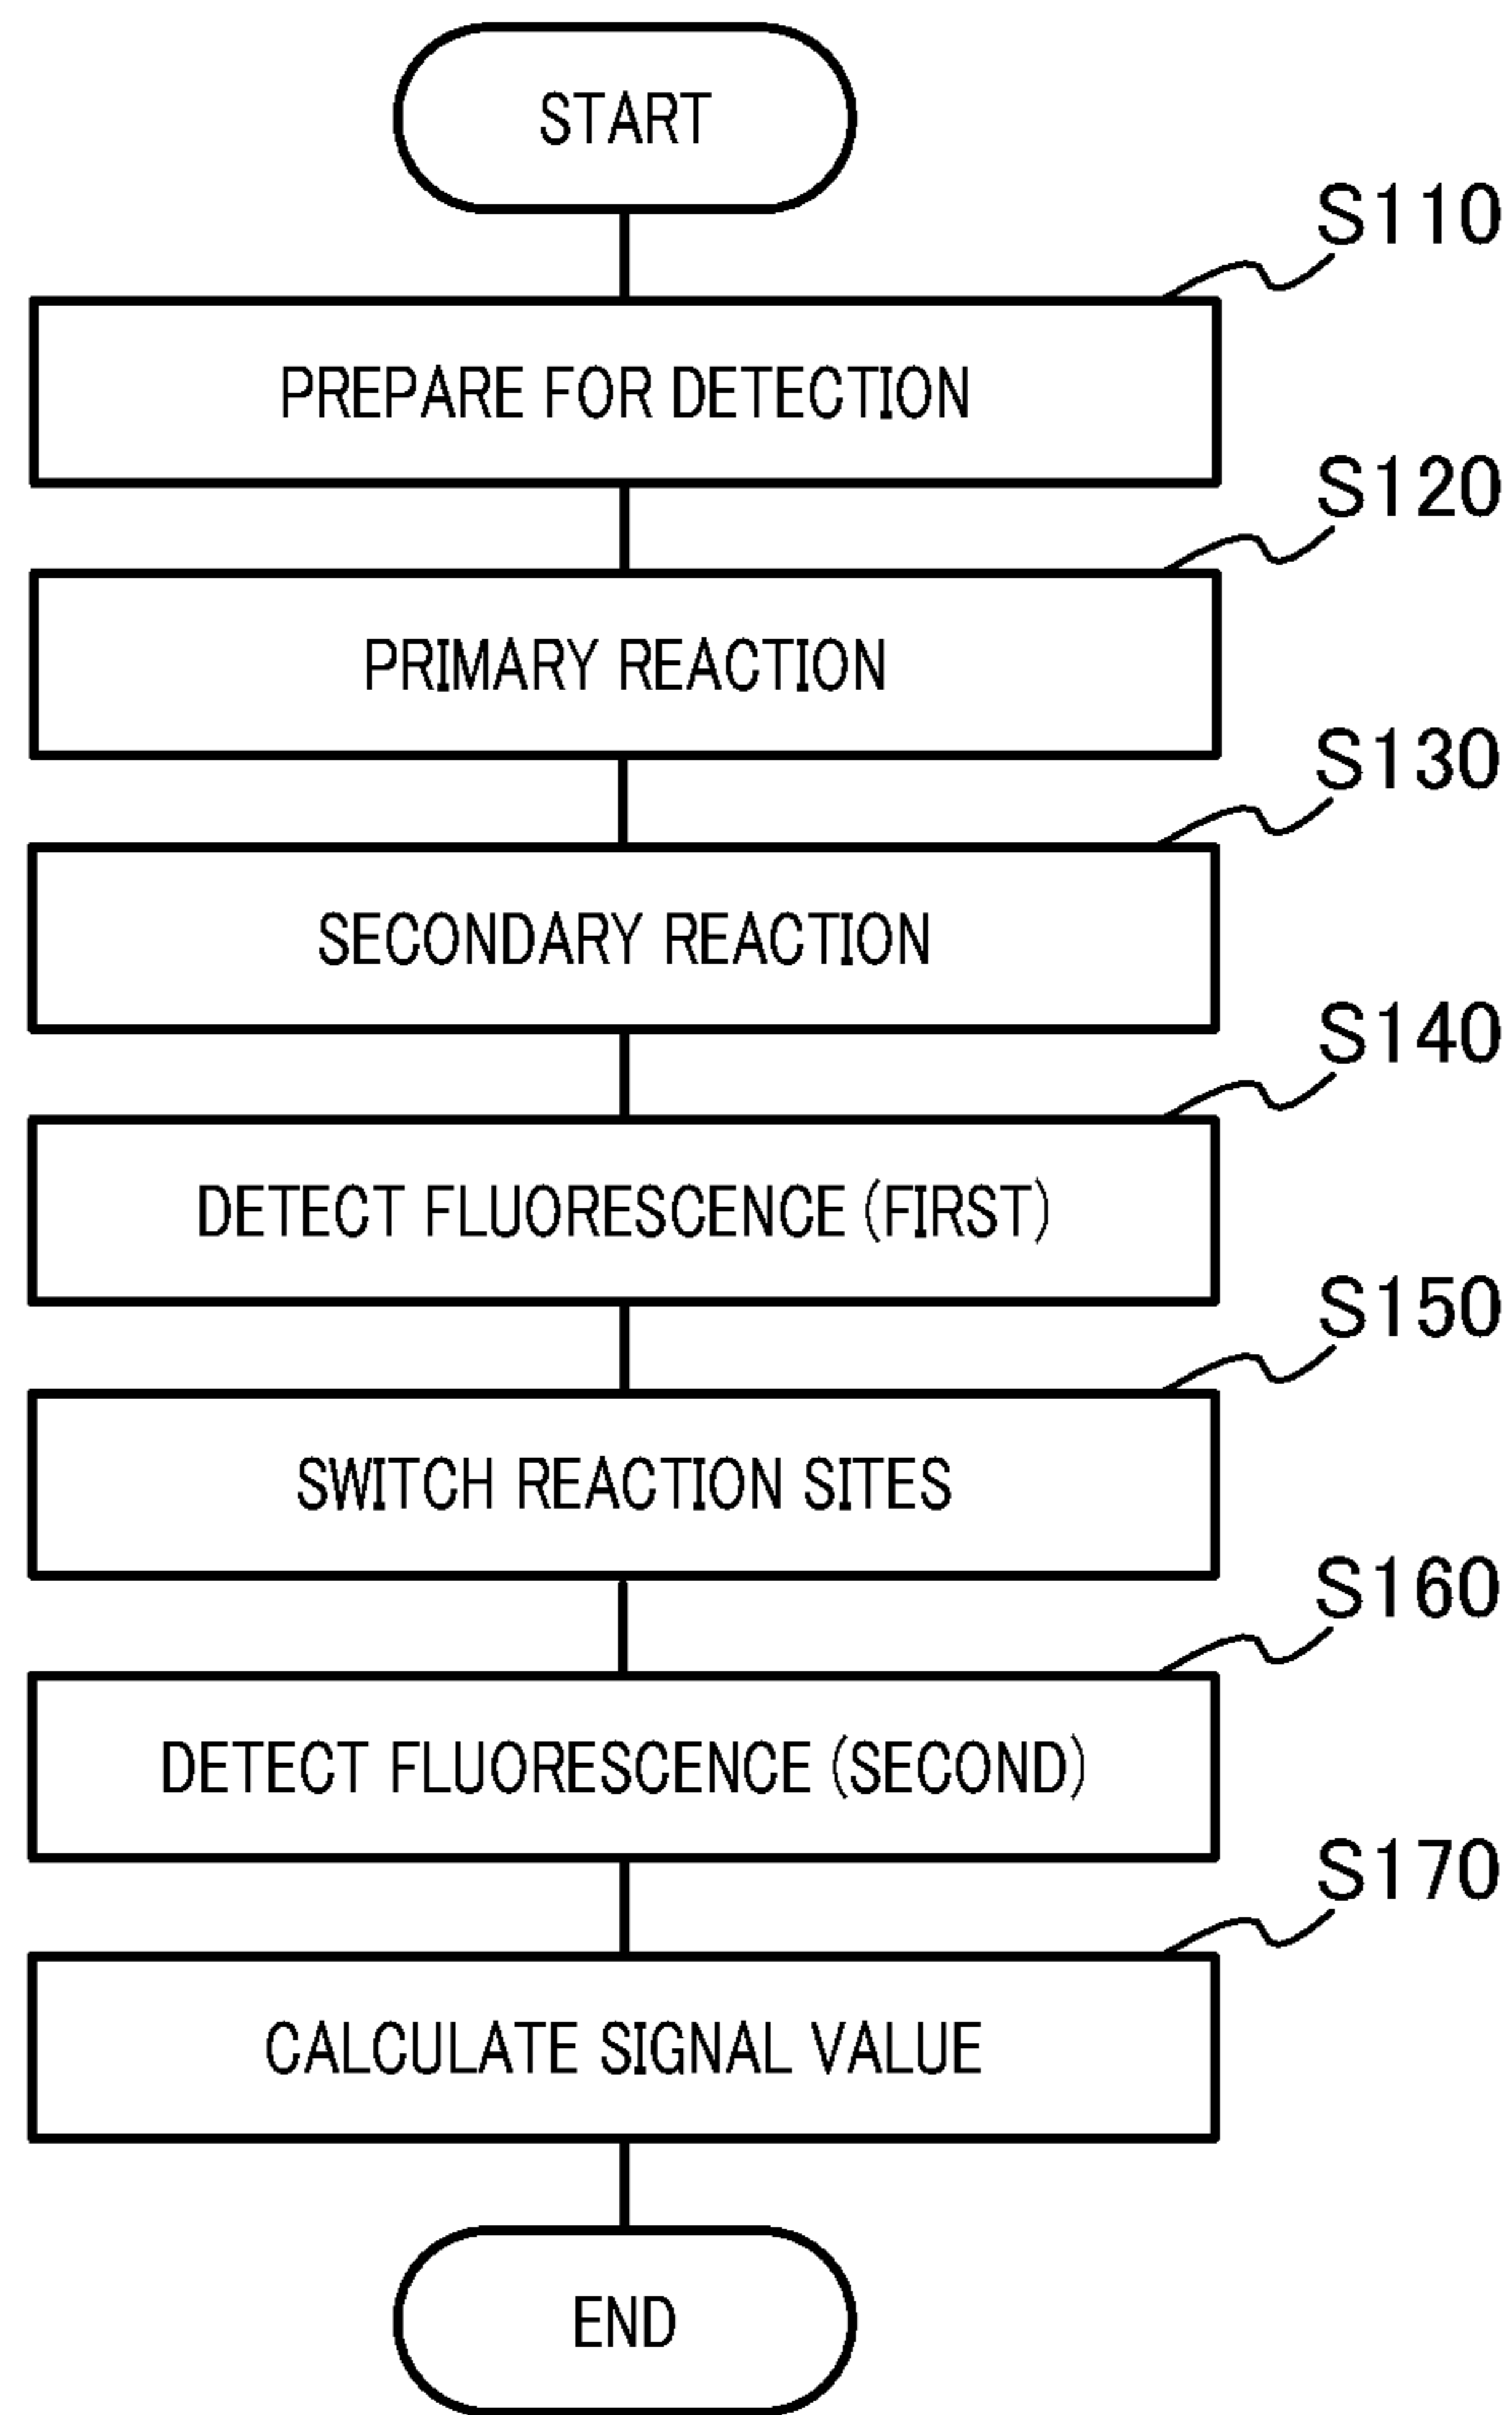 START
S110
PREPARE FOR DETECTION
S120
PRIMARY REACTION
S130
SECONDARY REACTION
S140
DETECT FLUORESCENCE (FIRST)
S150
SWITCH REACTION SITES
S160
DETECT FLUORESCENCE (SECOND)
S170
CALCULATE SIGNAL VALUE
END